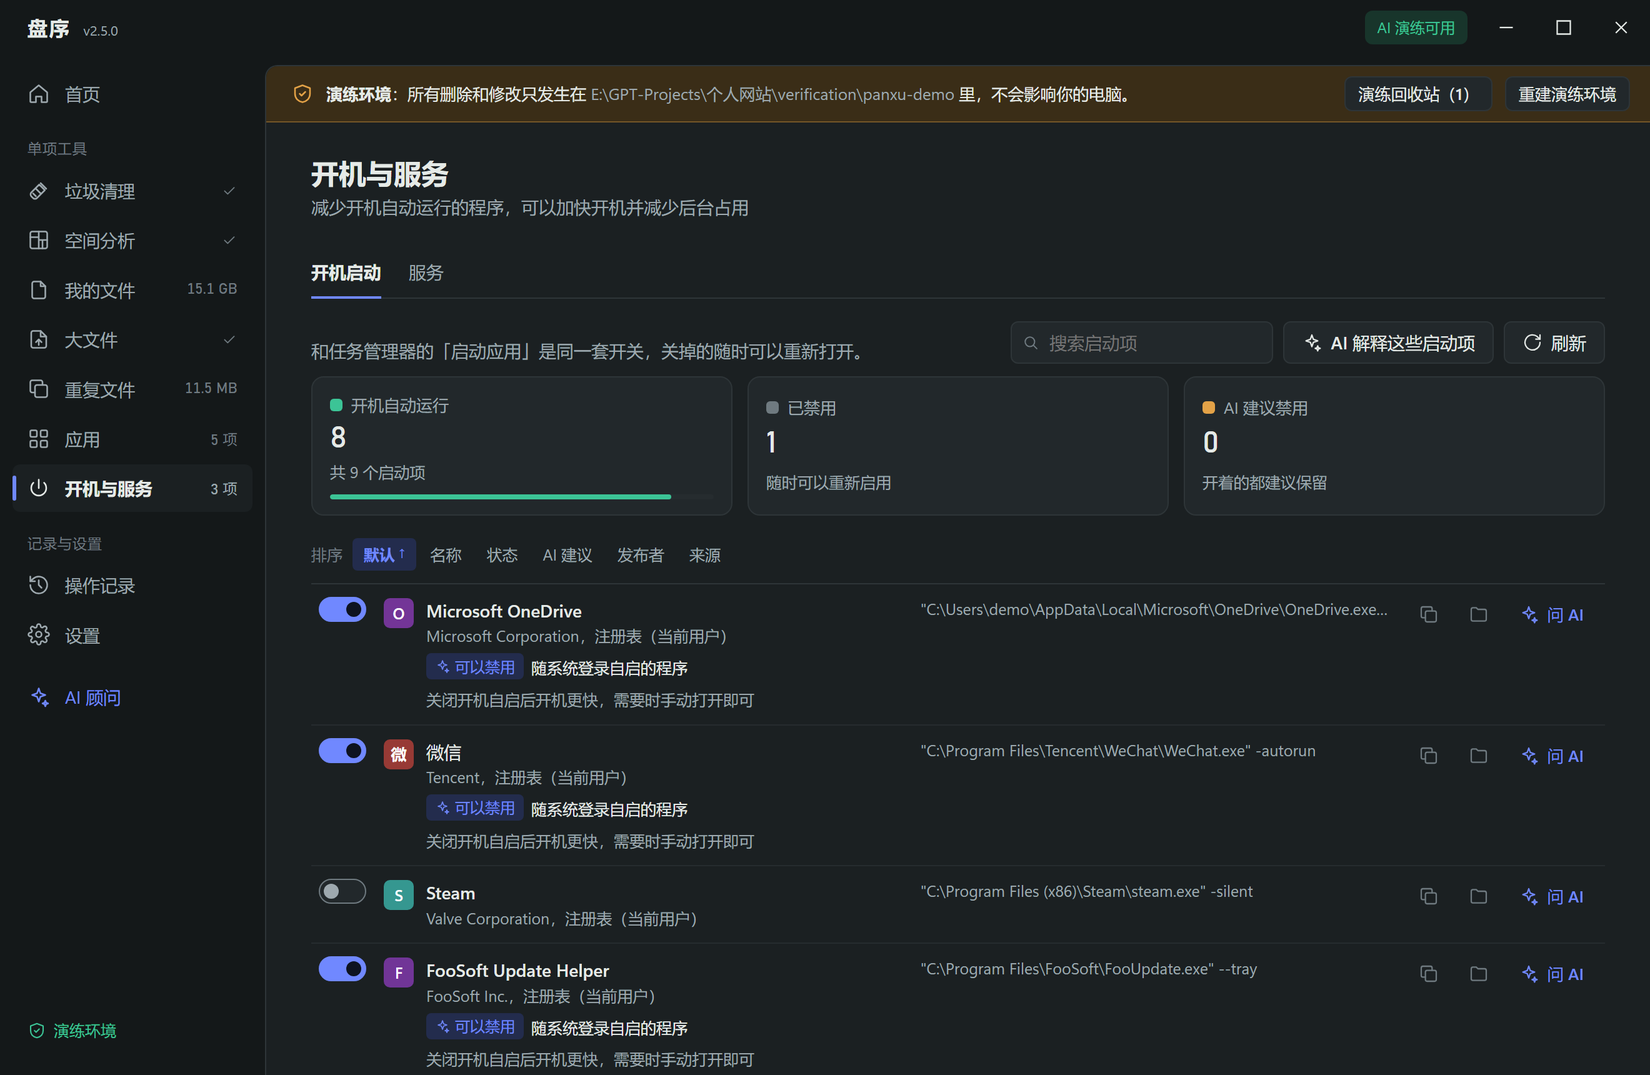 盘序 v2.5.0
AI 演练可用
首页
单项工具
垃圾清理
空间分析
我的文件 15.1 GB
大文件
重复文件 11.5 MB
应用 5 项
开机与服务 3 项
记录与设置
操作记录
设置
AI 顾问
演练环境
演练环境：所有删除和修改只发生在 E:\GPT-Projects\个人网站\verification\panxu-demo 里，不会影响你的电脑。
演练回收站（1）
重建演练环境
开机与服务
减少开机自动运行的程序，可以加快开机并减少后台占用
开机启动 服务
和任务管理器的「启动应用」是同一套开关，关掉的随时可以重新打开。
搜索启动项
AI 解释这些启动项
刷新
开机自动运行
8
共 9 个启动项
已禁用
1
随时可以重新启用
AI 建议禁用
0
开着的都建议保留
排序 默认 ↑ 名称 状态 AI 建议 发布者 来源
O Microsoft OneDrive
"C:\Users\demo\AppData\Local\Microsoft\OneDrive\OneDrive.exe...
问 AI
Microsoft Corporation，注册表（当前用户）
可以禁用 随系统登录自启的程序
关闭开机自启后开机更快，需要时手动打开即可
微 微信
"C:\Program Files\Tencent\WeChat\WeChat.exe" -autorun
问 AI
Tencent，注册表（当前用户）
可以禁用 随系统登录自启的程序
关闭开机自启后开机更快，需要时手动打开即可
S Steam
"C:\Program Files (x86)\Steam\steam.exe" -silent
问 AI
Valve Corporation，注册表（当前用户）
F FooSoft Update Helper
"C:\Program Files\FooSoft\FooUpdate.exe" --tray
问 AI
FooSoft Inc.，注册表（当前用户）
可以禁用 随系统登录自启的程序
关闭开机自启后开机更快，需要时手动打开即可